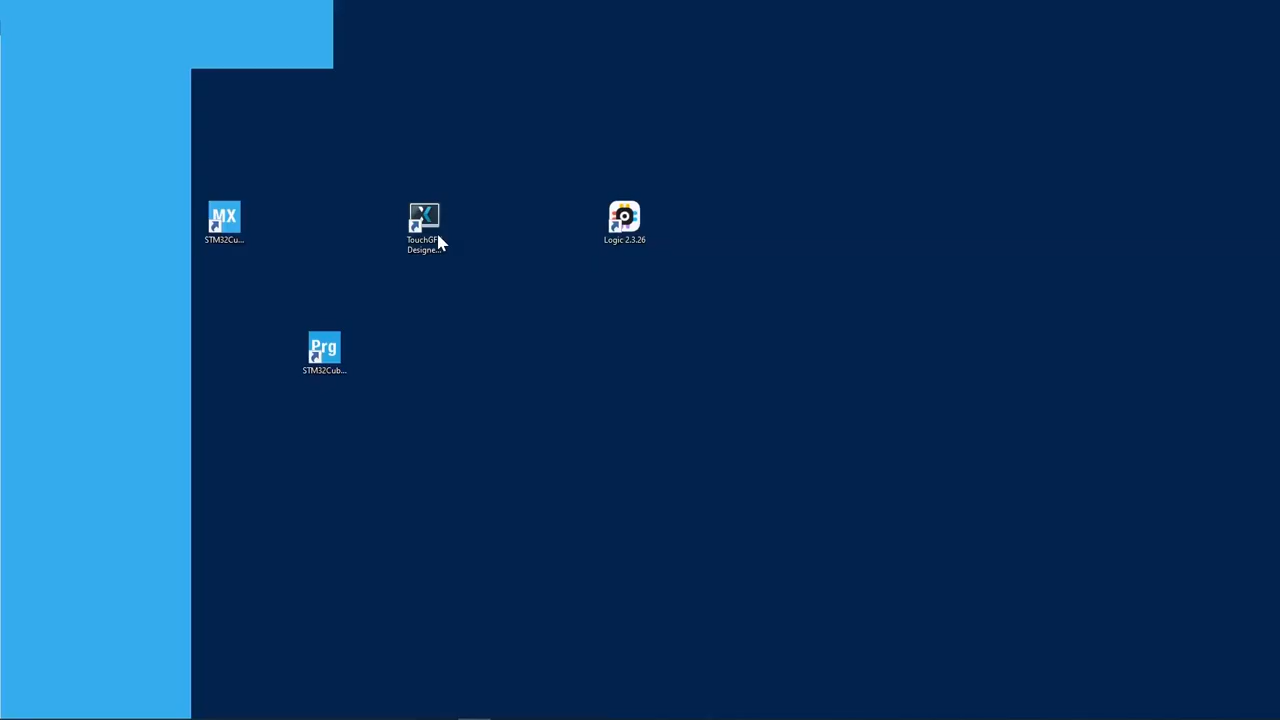 MX
STM32Cu...
TouchGF
Designe...
Logic 2.3.26
Prg
STM32Cub...